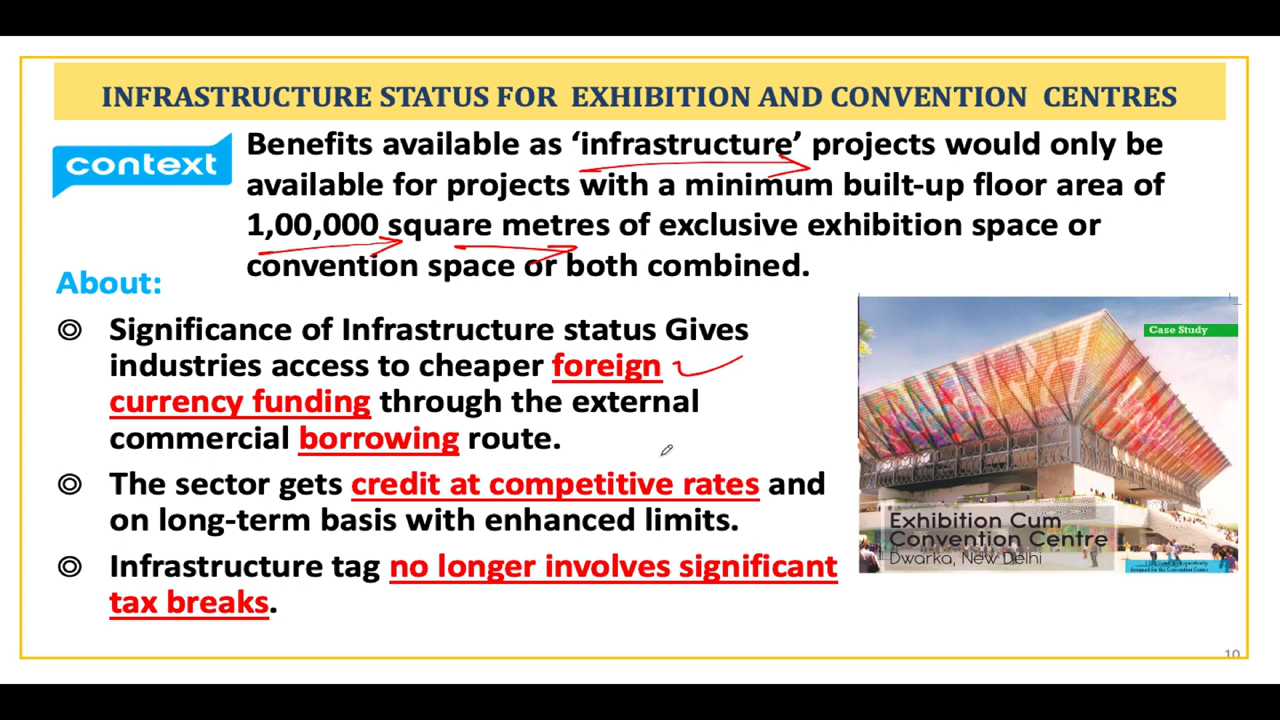 INFRASTRUCTURE STATUS FOR EXHIBITION AND CONVENTION CENTRES
context
Benefits available as ‘infrastructure’ projects would only be
available for projects with a minimum built-up floor area of
1,00,000 square metres of exclusive exhibition space or
convention space or both combined.
About:
Significance of Infrastructure status Gives
industries access to cheaper foreign
currency funding through the external
commercial borrowing route.
The sector gets credit at competitive rates and
on long-term basis with enhanced limits.
Infrastructure tag no longer involves significant
tax breaks.
Case Study
Exhibition Cum
Convention Centre
Dwarka, New Delhi
10